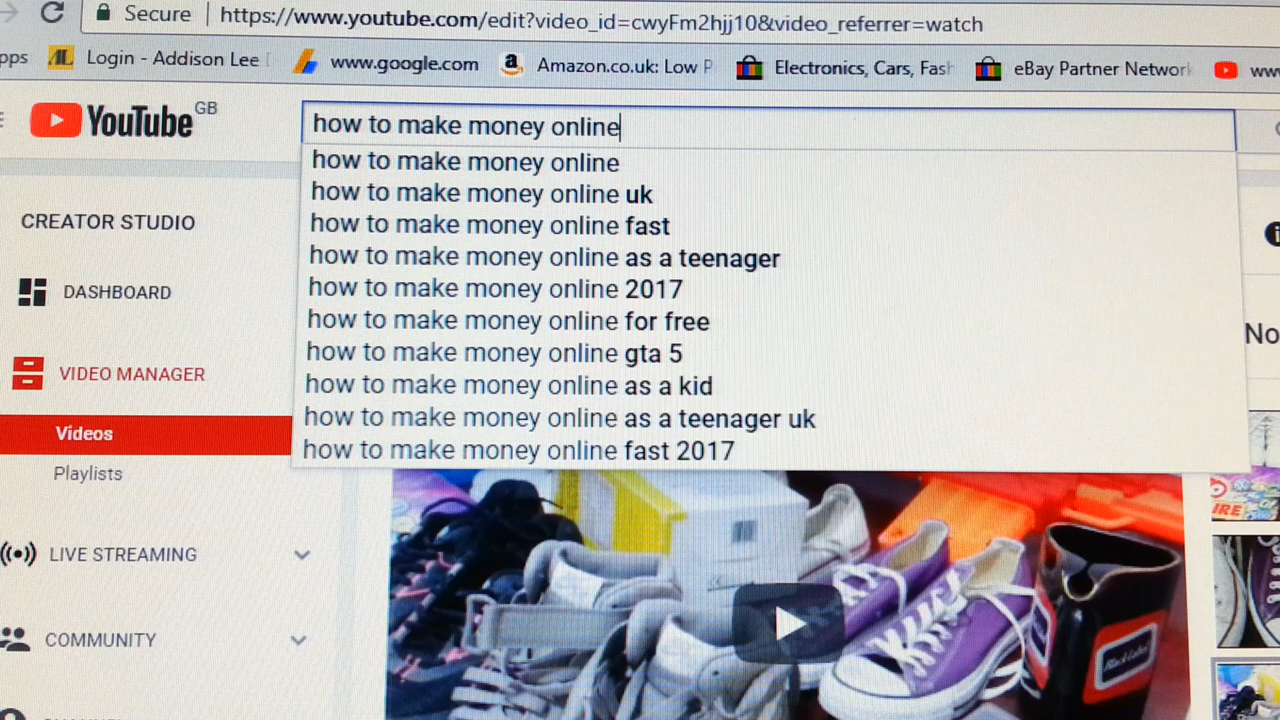 Secure
https://www.youtube.com/edit?video_id=cwyFm2hjj10&video_referrer=watch
Login - Addison Lee
www.google.com
Amazon.co.uk: Low
Electronics, Cars,
eBay Partner
YouTube GB
how to make money online
how to make money online
how to make money online uk
how to make money online fast
how to make money online as a teenager
how to make money online 2017
how to make money online for free
how to make money online gta 5
how to make money online as a kid
how to make money online as a teenager uk
how to make money online fast 2017
CREATOR STUDIO
DASHBOARD
VIDEO MANAGER
Videos
Playlists
LIVE STREAMING
COMMUNITY
No
Black Label